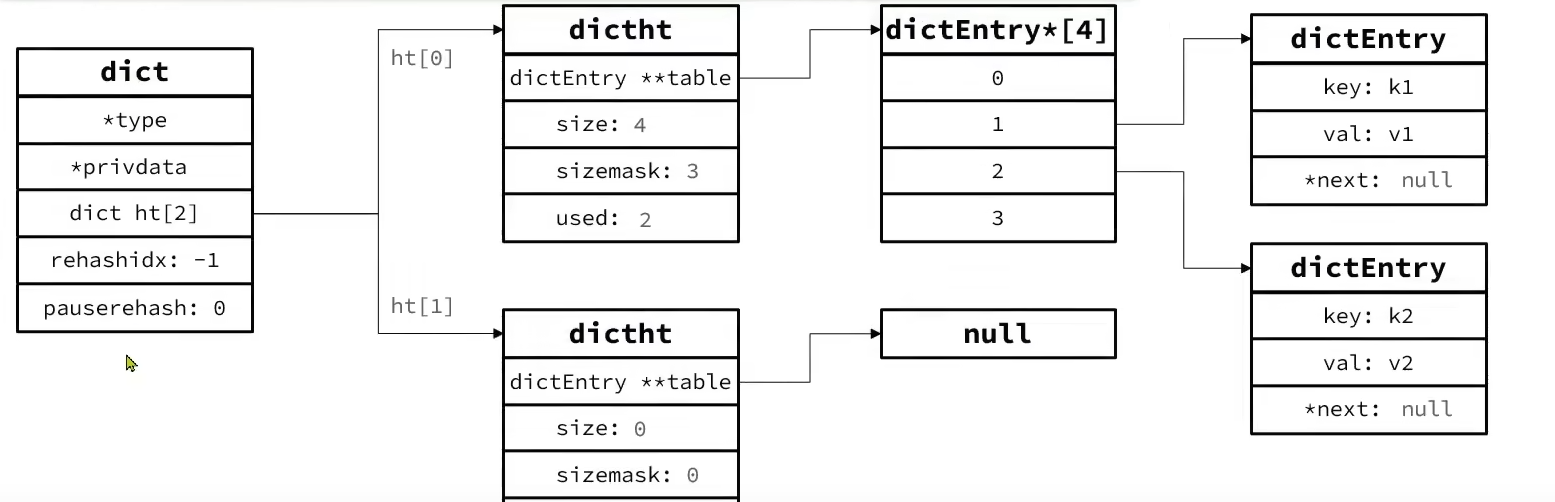 dict
*type
*privdata
dict ht[2]
rehashidx: -1
pauserehash: 0
ht[0]
ht[1]
dictht
dictEntry **table
size: 4
sizemask: 3
used: 2
dictht
dictEntry **table
size: 0
sizemask: 0
dictEntry*[4]
0
1
2
3
null
dictEntry
key: k1
val: v1
*next: null
dictEntry
key: k2
val: v2
*next: null